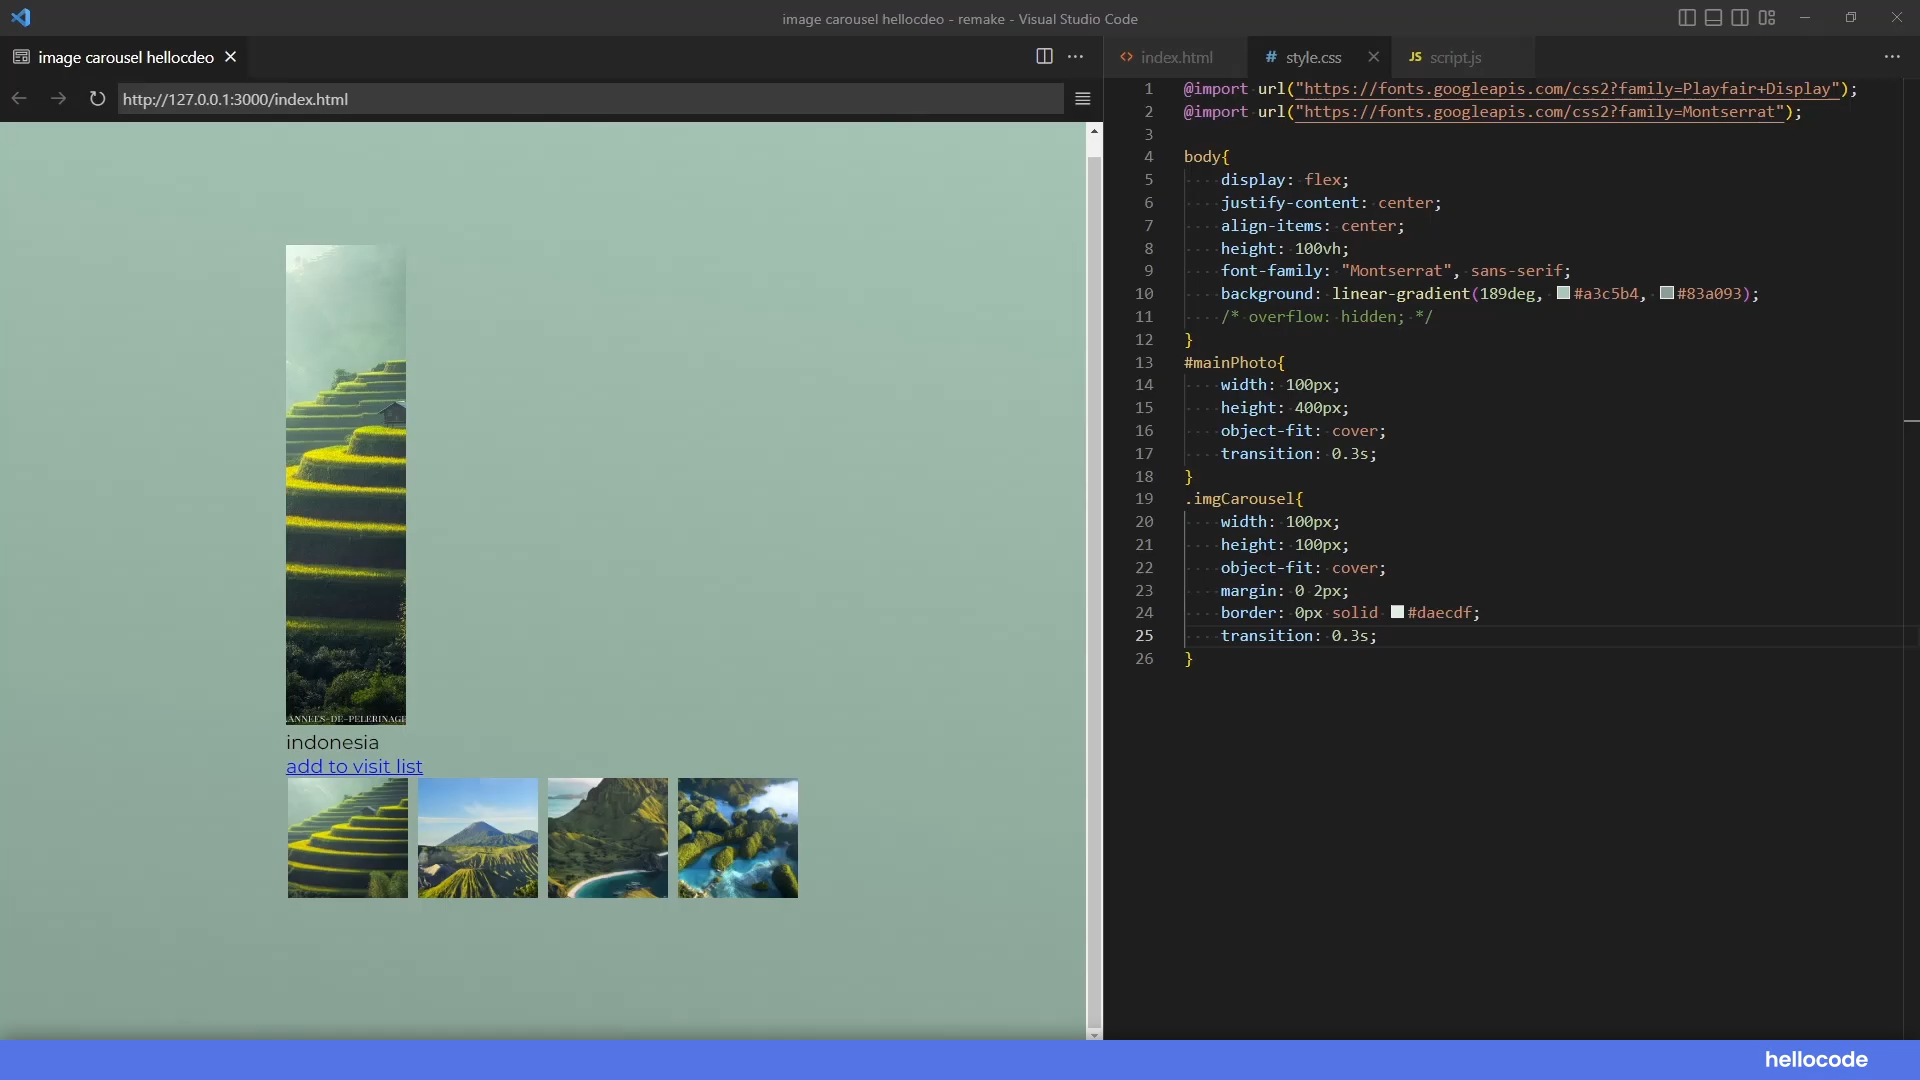 image carousel hellocdeo - remake - Visual Studio Code
image carousel hellocdeo
http://127.0.0.1:3000/index.html
ANNEES-DE-PELERINAGE
indonesia
add to visit list
index.html
# style.css
JS script.js
1 @import url("https://fonts.googleapis.com/css2?family=Playfair+Display");
2 @import url("https://fonts.googleapis.com/css2?family=Montserrat");
3
4 body{
5 display: flex;
6 justify-content: center;
7 align-items: center;
8 height: 100vh;
9 font-family: "Montserrat", sans-serif;
10 background: linear-gradient(189deg, #a3c5b4, #83a093);
11 /* overflow: hidden; */
12 }
13 #mainPhoto{
14 width: 100px;
15 height: 400px;
16 object-fit: cover;
17 transition: 0.3s;
18 }
19 .imgCarousel{
20 width: 100px;
21 height: 100px;
22 object-fit: cover;
23 margin: 0 2px;
24 border: 0px solid #daecdf;
25 transition: 0.3s;
26 }
hellocode